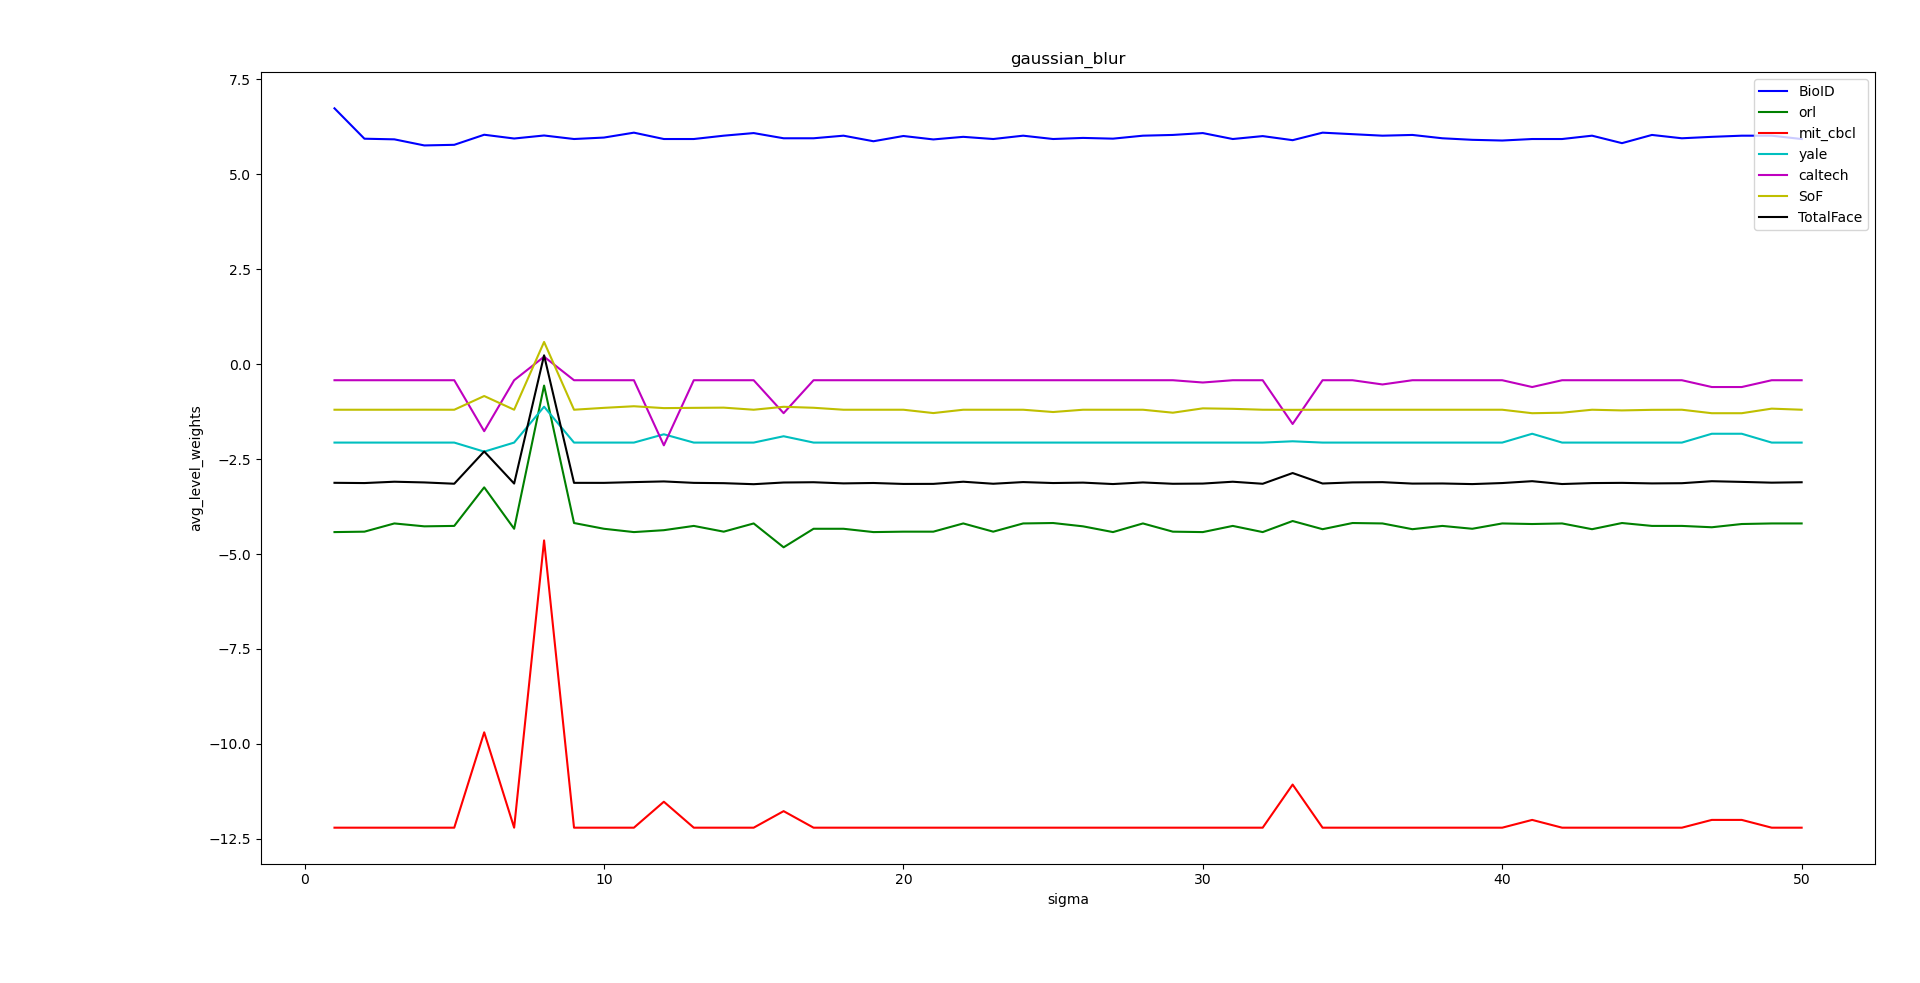 gaussian_blur
7.5
5.0
2.5
0.0
−2.5
−5.0
−7.5
−10.0
−12.5
avg_level_weights
BioID
orl
mit_cbcl
yale
caltech
SoF
TotalFace
0 10 20 30 40 50
sigma